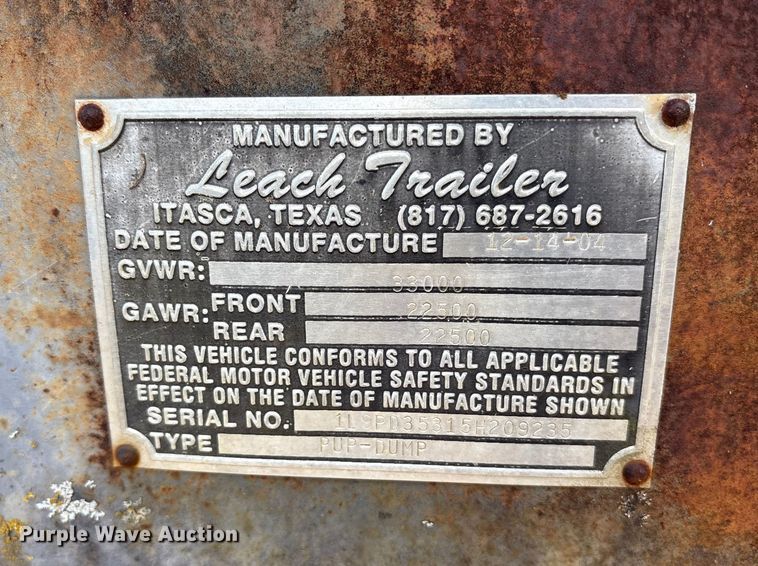 MANUFACTURED BY
Leach Trailer
ITASCA, TEXAS (817) 687-2616
DATE OF MANUFACTURE 12-14-04
GVWR: 33000
GAWR: FRONT 22500
REAR 22500
THIS VEHICLE CONFORMS TO ALL APPLICABLE
FEDERAL MOTOR VEHICLE SAFETY STANDARDS IN
EFFECT ON THE DATE OF MANUFACTURE SHOWN
SERIAL NO. 1L9PD35315H209235
TYPE PUP-DUMP
Purple Wave Auction